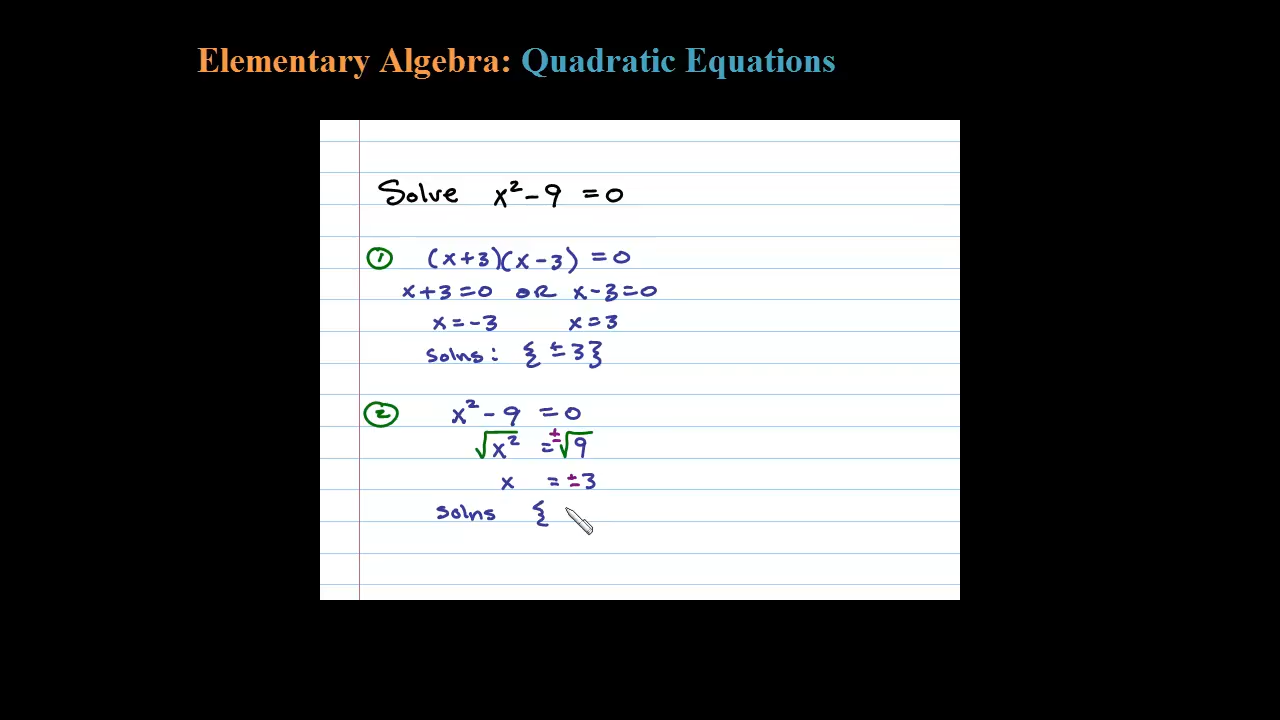 Elementary Algebra: Quadratic Equations
Solve x² - 9 = 0
① (x + 3)(x - 3) = 0
x + 3 = 0 OR x - 3 = 0
x = -3 x = 3
Solns: { ± 3 }
② x² - 9 = 0
√x² = ±√9
x = ± 3
Solns {